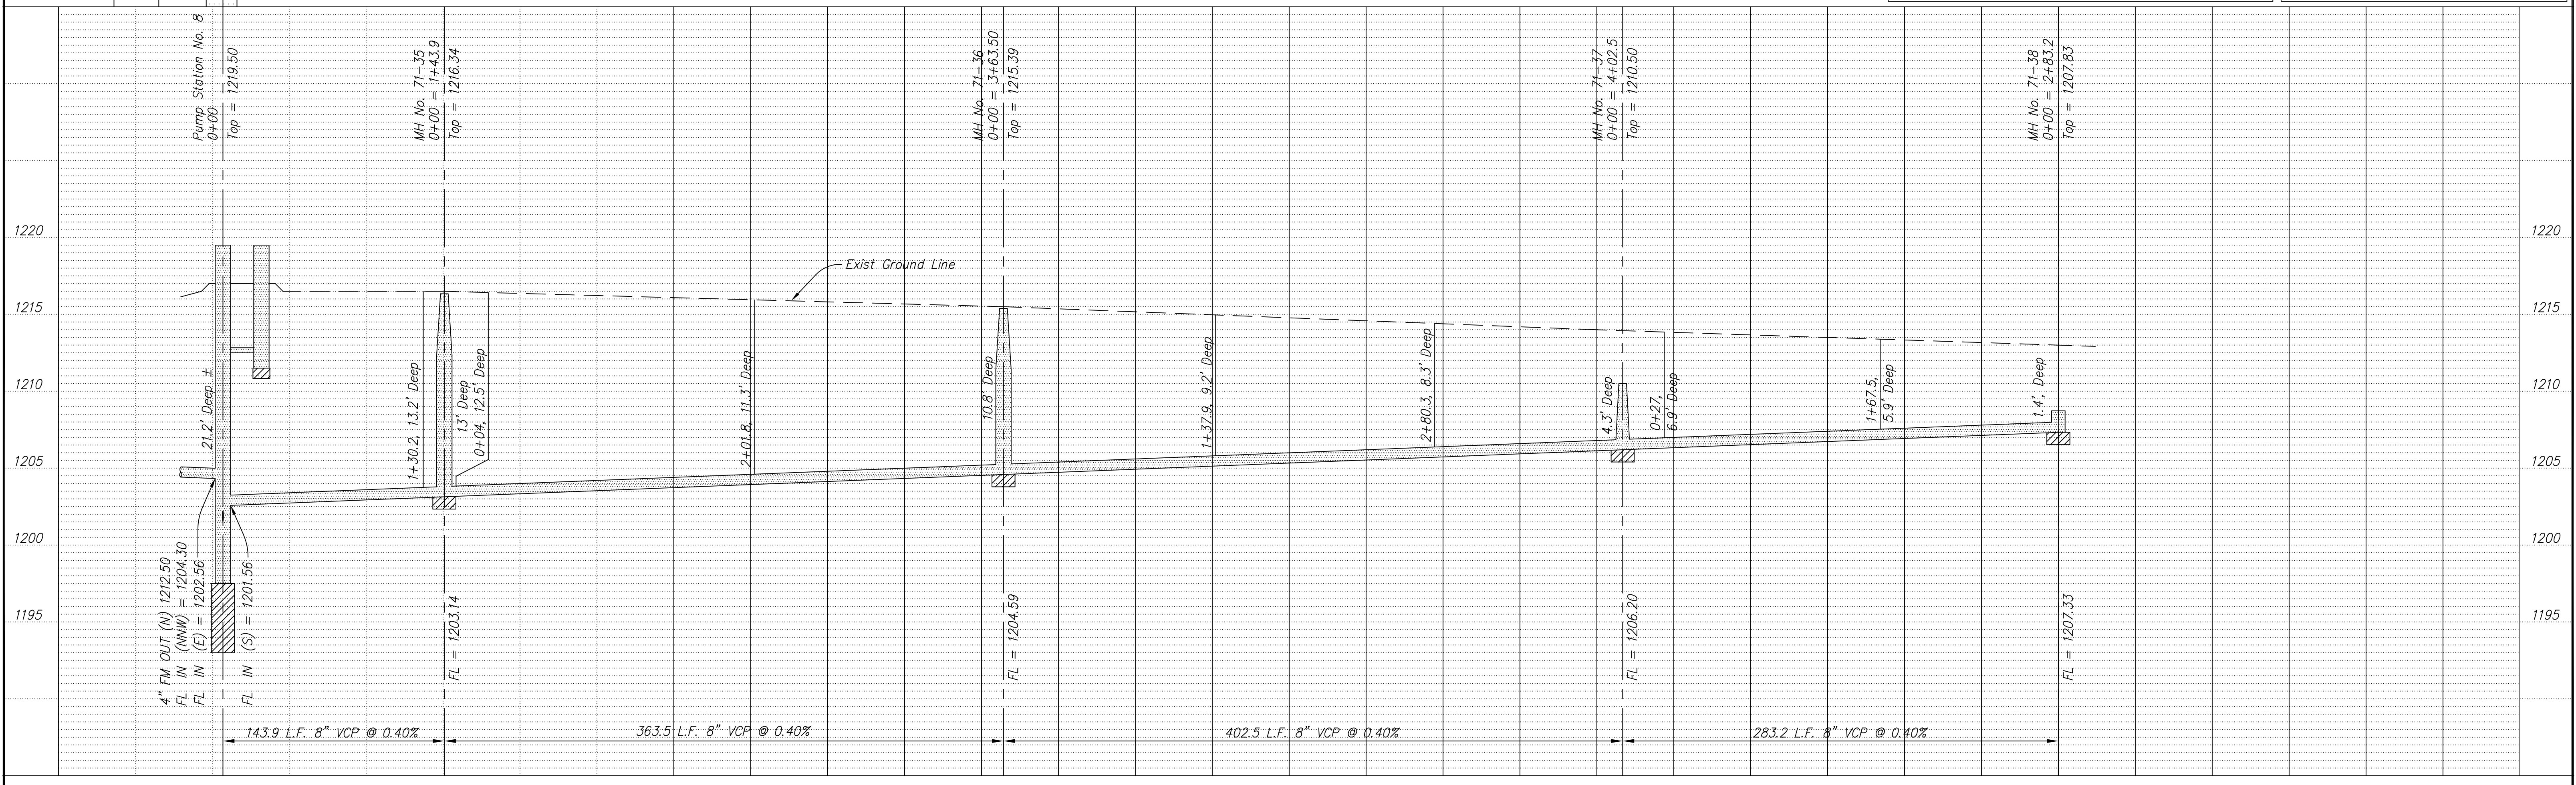 Pump Station No. 8
0+00
Top = 1219.50
MH No. 71-35
0+00 = 1+43.9
Top = 1216.34
MH No. 71-36
0+00 = 3+63.50
Top = 1215.39
MH No. 71-37
0+00 = 4+02.5
Top = 1210.50
MH No. 71-38
0+00 = 2+83.2
Top = 1207.83
1220
1220
Exist Ground Line
1215
1215
1210
1210
21.2' Deep ±
1+30.2, 13.2' Deep
13' Deep
0+04, 12.5' Deep
2+01.8, 11.3' Deep
10.8' Deep
1+37.9, 9.2' Deep
2+80.3, 8.3' Deep
4.3' Deep
0+27,
6.9' Deep
1+67.5,
5.9' Deep
1.4', Deep
1205
1205
1200
1200
1195
1195
4" FM OUT (N) 1212.50
FL IN (NNW) = 1204.30
FL IN (E) = 1202.56
FL IN (S) = 1201.56
FL = 1203.14
FL = 1204.59
FL = 1206.20
FL = 1207.33
143.9 L.F. 8" VCP @ 0.40%
363.5 L.F. 8" VCP @ 0.40%
402.5 L.F. 8" VCP @ 0.40%
283.2 L.F. 8" VCP @ 0.40%